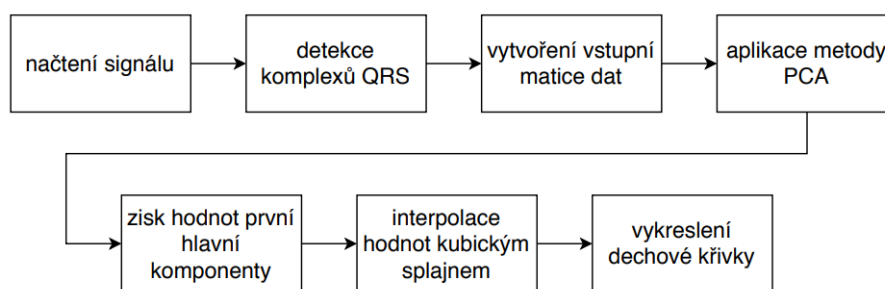 načtení signálu
detekce
komplexů QRS
vytvoření vstupní
matice dat
aplikace metody
PCA
zisk hodnot první
hlavní
komponenty
interpolace
hodnot kubickým
splajnem
vykreslení
dechové křivky